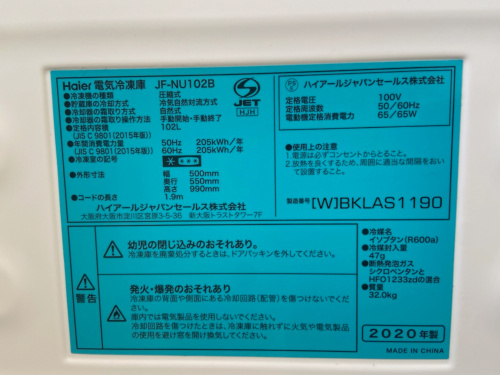 Haier 電気冷凍庫 JF-NU102B
●冷凍機の種類 圧縮式
●貯蔵庫の冷却方式 冷気自然対流方式
●冷却器の霜取り方式 自然式
●冷却器の霜取り操作方法 手動開始・手動終了
●定格内容積 102L
(JIS C 9801(2015年版))
●年間消費電力量 50Hz 205kWh/年
(JIS C 9801(2015年版)) 60Hz 205kWh/年
●冷凍室の記号
●外形寸法 幅 500mm
奥行 550mm
高さ 990mm
●コードの長さ 1.9m
ハイアールジャパンセールス株式会社
大阪府大阪市淀川区宮原3-5-36 新大阪トラストタワー7F
JET
HJH
PS
E
ハイアールジャパンセールス株式会社
定格電圧 100V
定格周波数 50/60Hz
電動機定格消費電力 65/65W
使用上の注意
1.電源は必ずコンセントからとること。
2.放熱を良くするため、周囲に適当な間隔をおいて設置すること。
製造番号 [W]BKLAS1190
警告
幼児の閉じ込みのおそれあり。
冷凍庫を廃棄処分するときは、ドアパッキンを外してください。
発火・爆発のおそれあり
冷凍庫の背面や側面にある冷却回路(配管)を傷つけないでください。
庫内では電気製品を使用しないでください。
冷却回路を傷つけたときは、冷凍庫に触れずに火気や電気製品の使用を避け窓を開け換気してください。
●冷媒名
イソブタン(R600a)
●冷媒封入量
47g
●断熱発泡ガス
シクロペンタンと
HFO1233zdの混合
●質量
32.0kg
2020年製
MADE IN CHINA